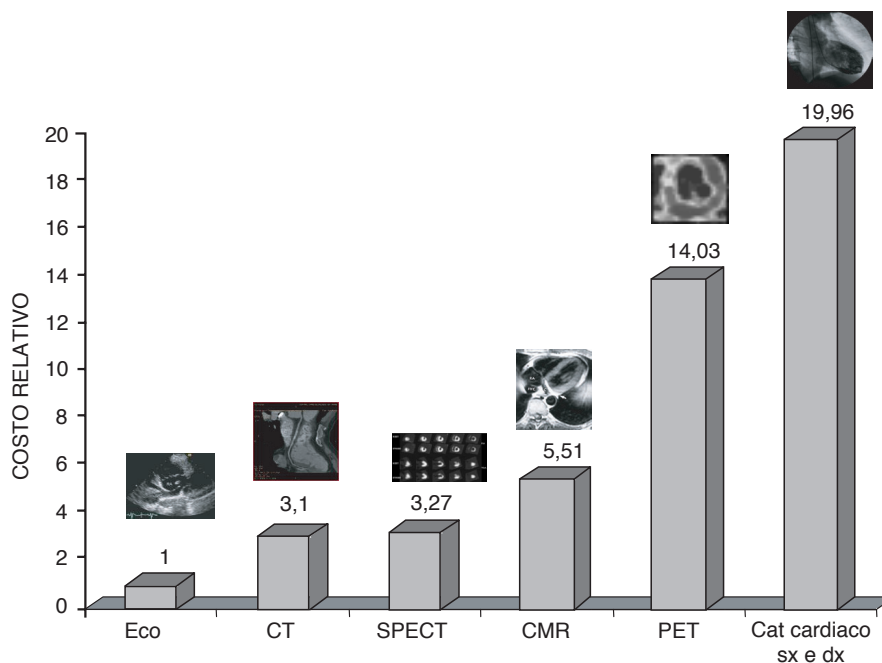 19,96
20
18
16
14
12
10
8
6
4
2
0
COSTO RELATIVO
14,03
5,51
3,27
3,1
1
Eco
CT
SPECT
CMR
PET
Cat cardiaco
sx e dx